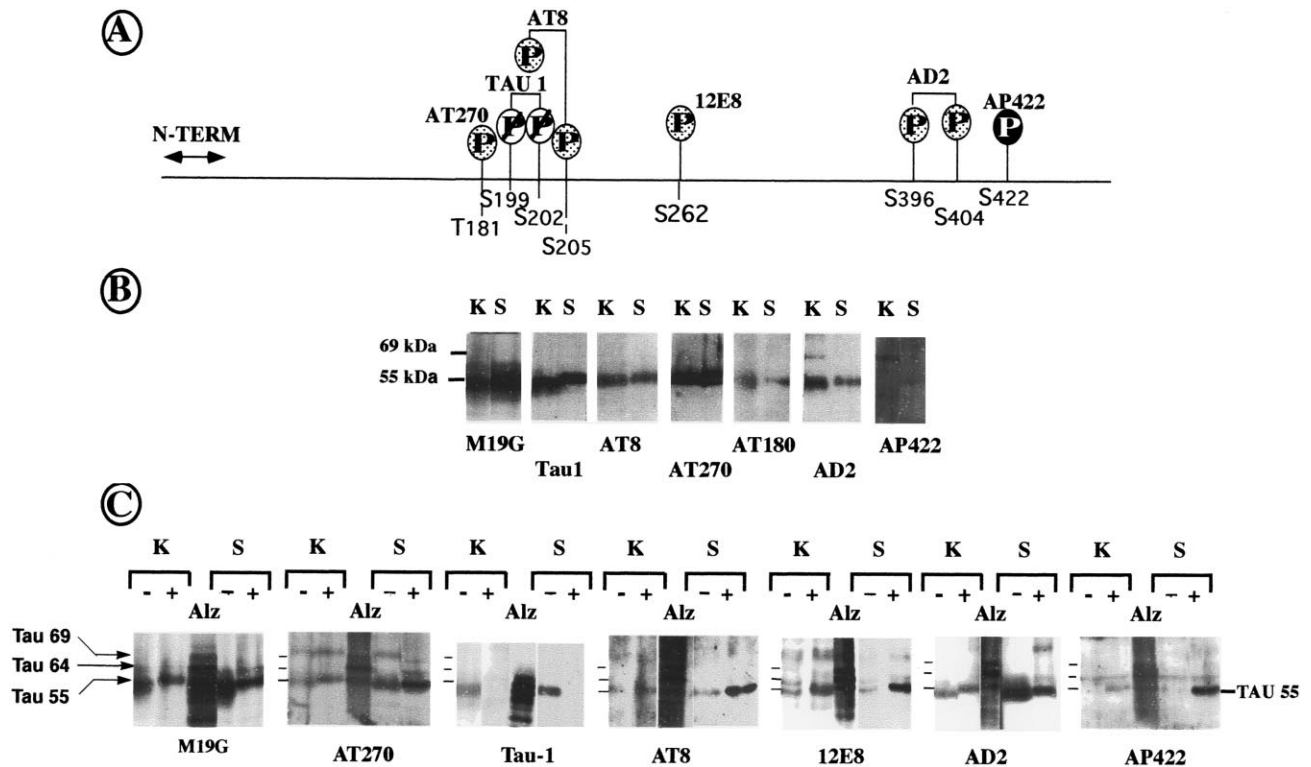 A
AT8
P
TAU 1
AT270
12E8
AD2
AP422
N-TERM
P P P P P P P P
S199
T181
S202
S205
S262
S396
S404
S422
B
K S K S K S K S K S K S K S
69 kDa
55 kDa
M19G
Tau1
AT8
AT270
AT180
AD2
AP422
C
K S K S K S K S K S K S K S
- + - + - + - + - + - + - + - + - + - + - + - + - + - +
Alz Alz Alz Alz Alz Alz Alz
Tau 69
Tau 64
Tau 55
TAU 55
M19G AT270 Tau-1 AT8 12E8 AD2 AP422